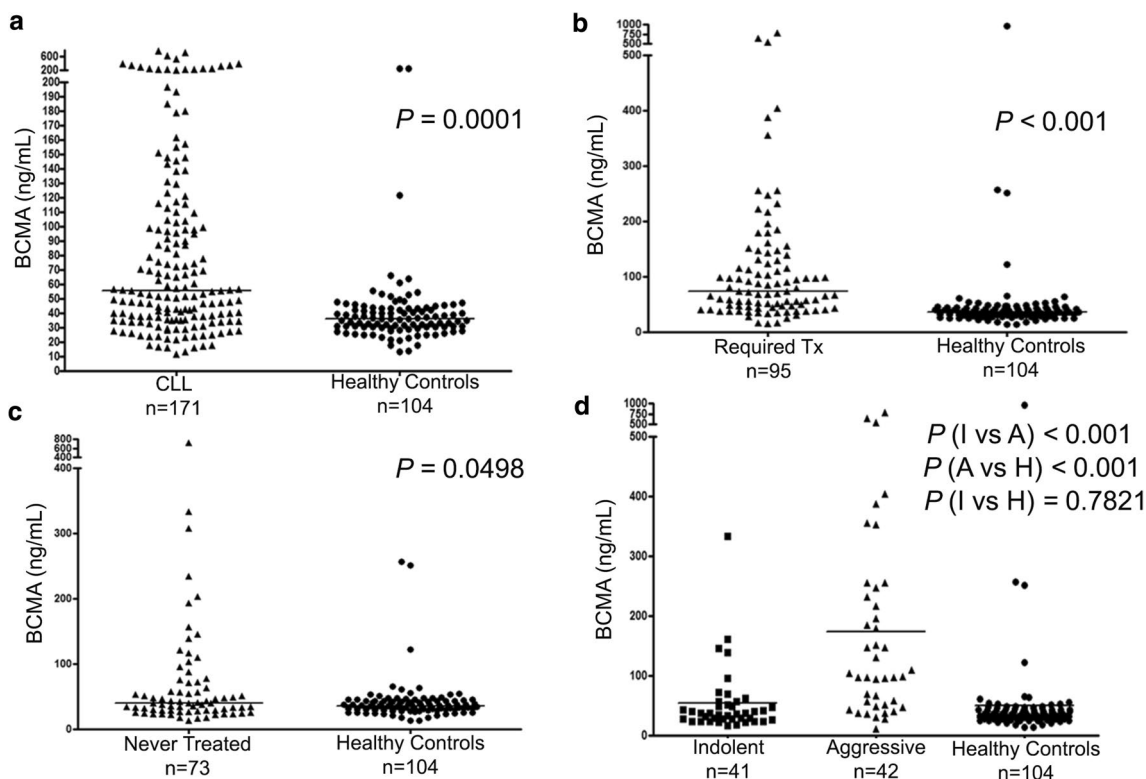 a
BCMA (ng/mL)
600
200
200
190
180
170
160
150
140
130
120
110
100
90
80
70
60
50
40
30
20
10
0
P = 0.0001
CLL
n=171
Healthy Controls
n=104
b
BCMA (ng/mL)
1000
750
500
500
400
300
200
100
0
P < 0.001
Required Tx
n=95
Healthy Controls
n=104
c
BCMA (ng/mL)
800
600
400
400
300
200
100
0
P = 0.0498
Never Treated
n=73
Healthy Controls
n=104
d
BCMA (ng/mL)
1000
750
500
500
400
300
200
100
0
P (I vs A) < 0.001
P (A vs H) < 0.001
P (I vs H) = 0.7821
Indolent
n=41
Aggressive
n=42
Healthy Controls
n=104